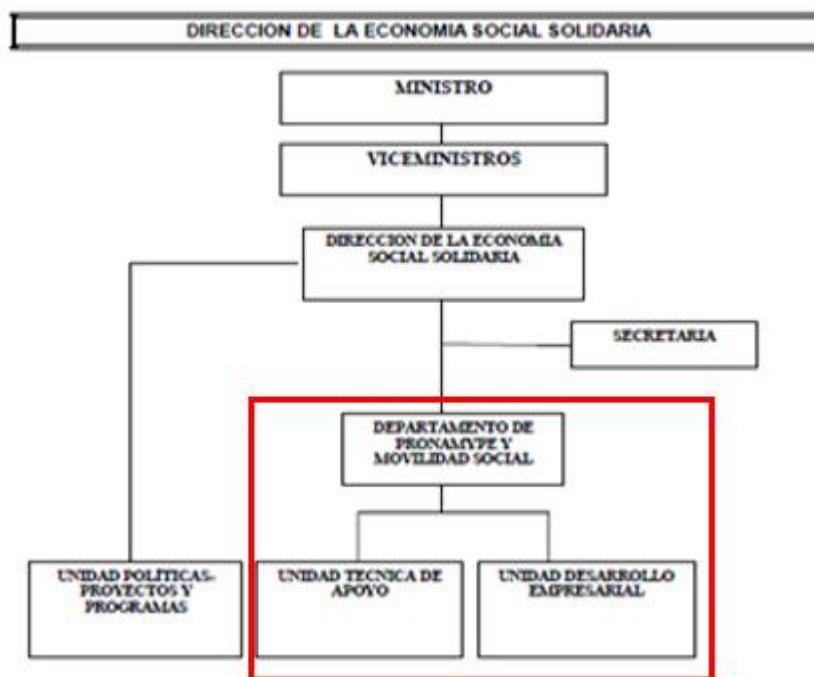 DIRECCION DE LA ECONOMIA SOCIAL SOLIDARIA
MINISTRO
VICEMINISTROS
DIRECCION DE LA ECONOMIA
SOCIAL SOLIDARIA
SECRETARIA
DEPARTAMENTO DE
PRONAMYPE Y
MOVILIDAD SOCIAL
UNIDAD POLÍTICAS-
PROYECTOS Y
PROGRAMAS
UNIDAD TECNICA DE
APOYO
UNIDAD DESARROLLO
EMPRESARIAL